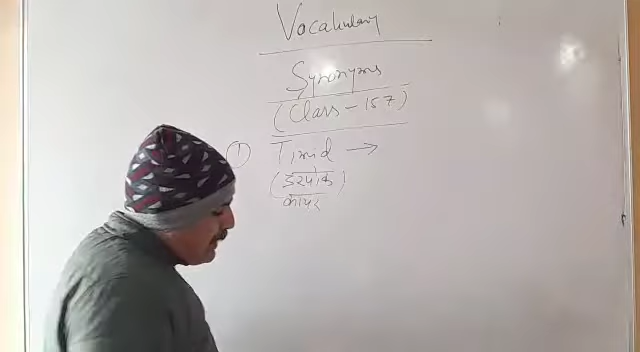 Vocabulary
Synonyms
(Class - 157)
① Timid →
(डरपोक)
कायर